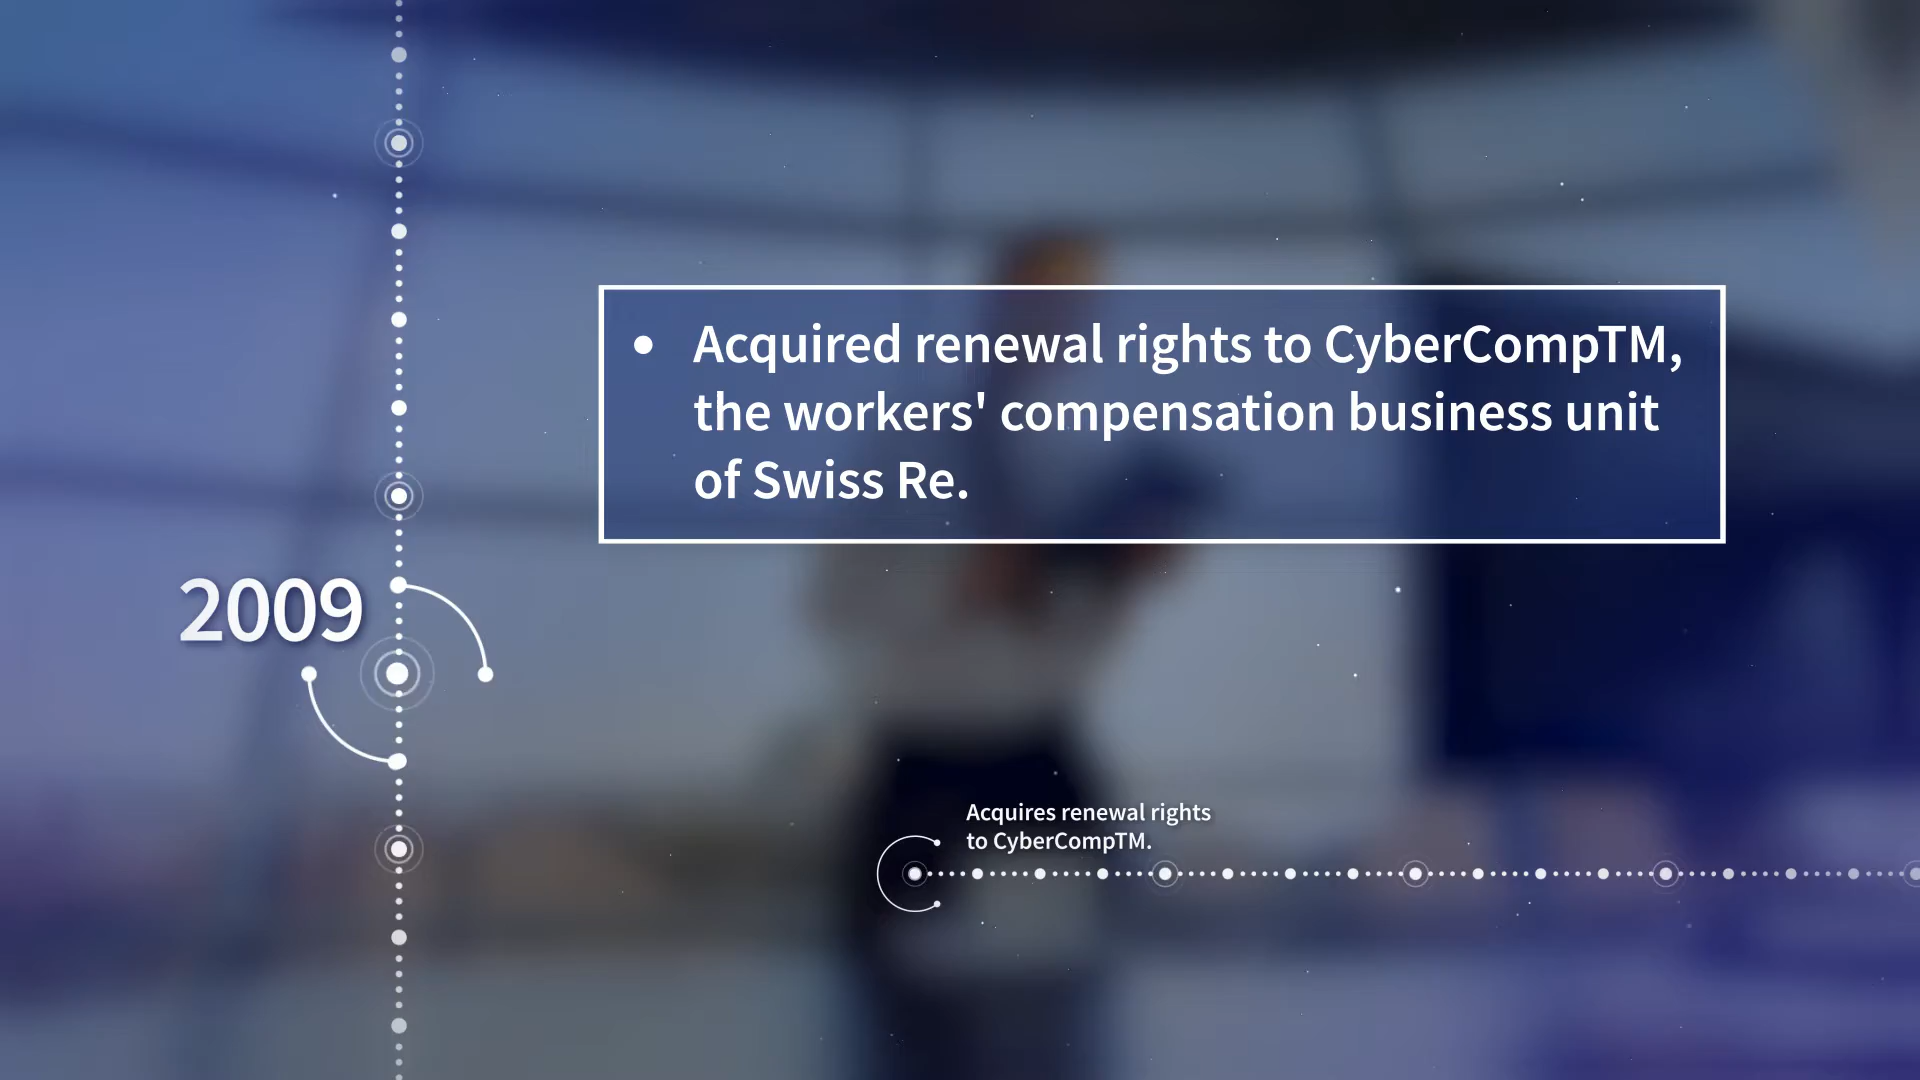 Acquired renewal rights to CyberCompTM,
the workers' compensation business unit
of Swiss Re.
2009
Acquires renewal rights
to CyberCompTM.